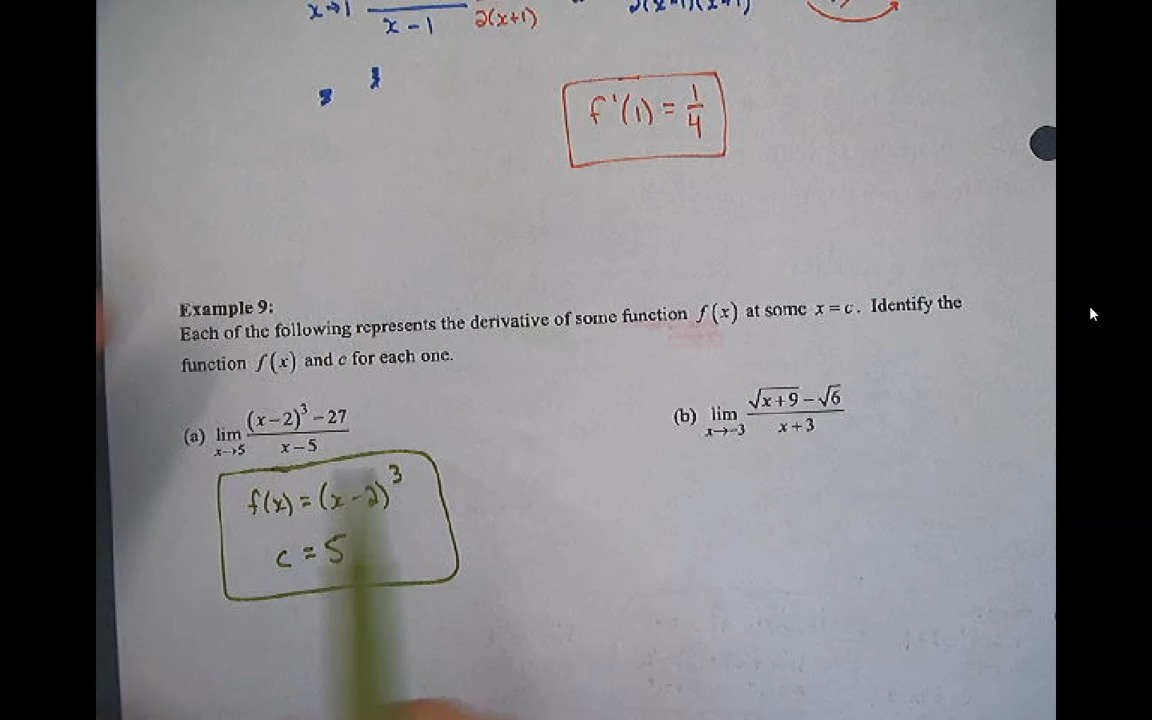 x→1
x - 1 2(x+1)
f'(1) = 1/4
Example 9:
Each of the following represents the derivative of some function f(x) at some x = c. Identify the
function f(x) and c for each one.
(a) lim x→5 ((x-2)³ - 27)/(x-5)
(b) lim x→-3 (√x+9 - √6)/(x+3)
f(x) = (x-2)³
c = 5